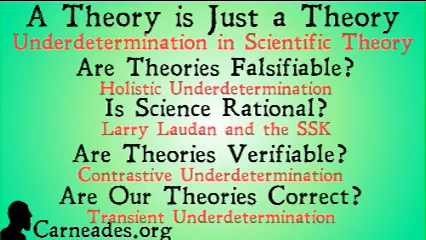 A Theory is Just a Theory
Underdetermination in Scientific Theory
Are Theories Falsifiable?
Holistic Underdetermination
Is Science Rational?
Larry Laudan and the SSK
Are Theories Verifiable?
Contrastive Underdetermination
Are Our Theories Correct?
Transient Underdetermination
Carneades.org